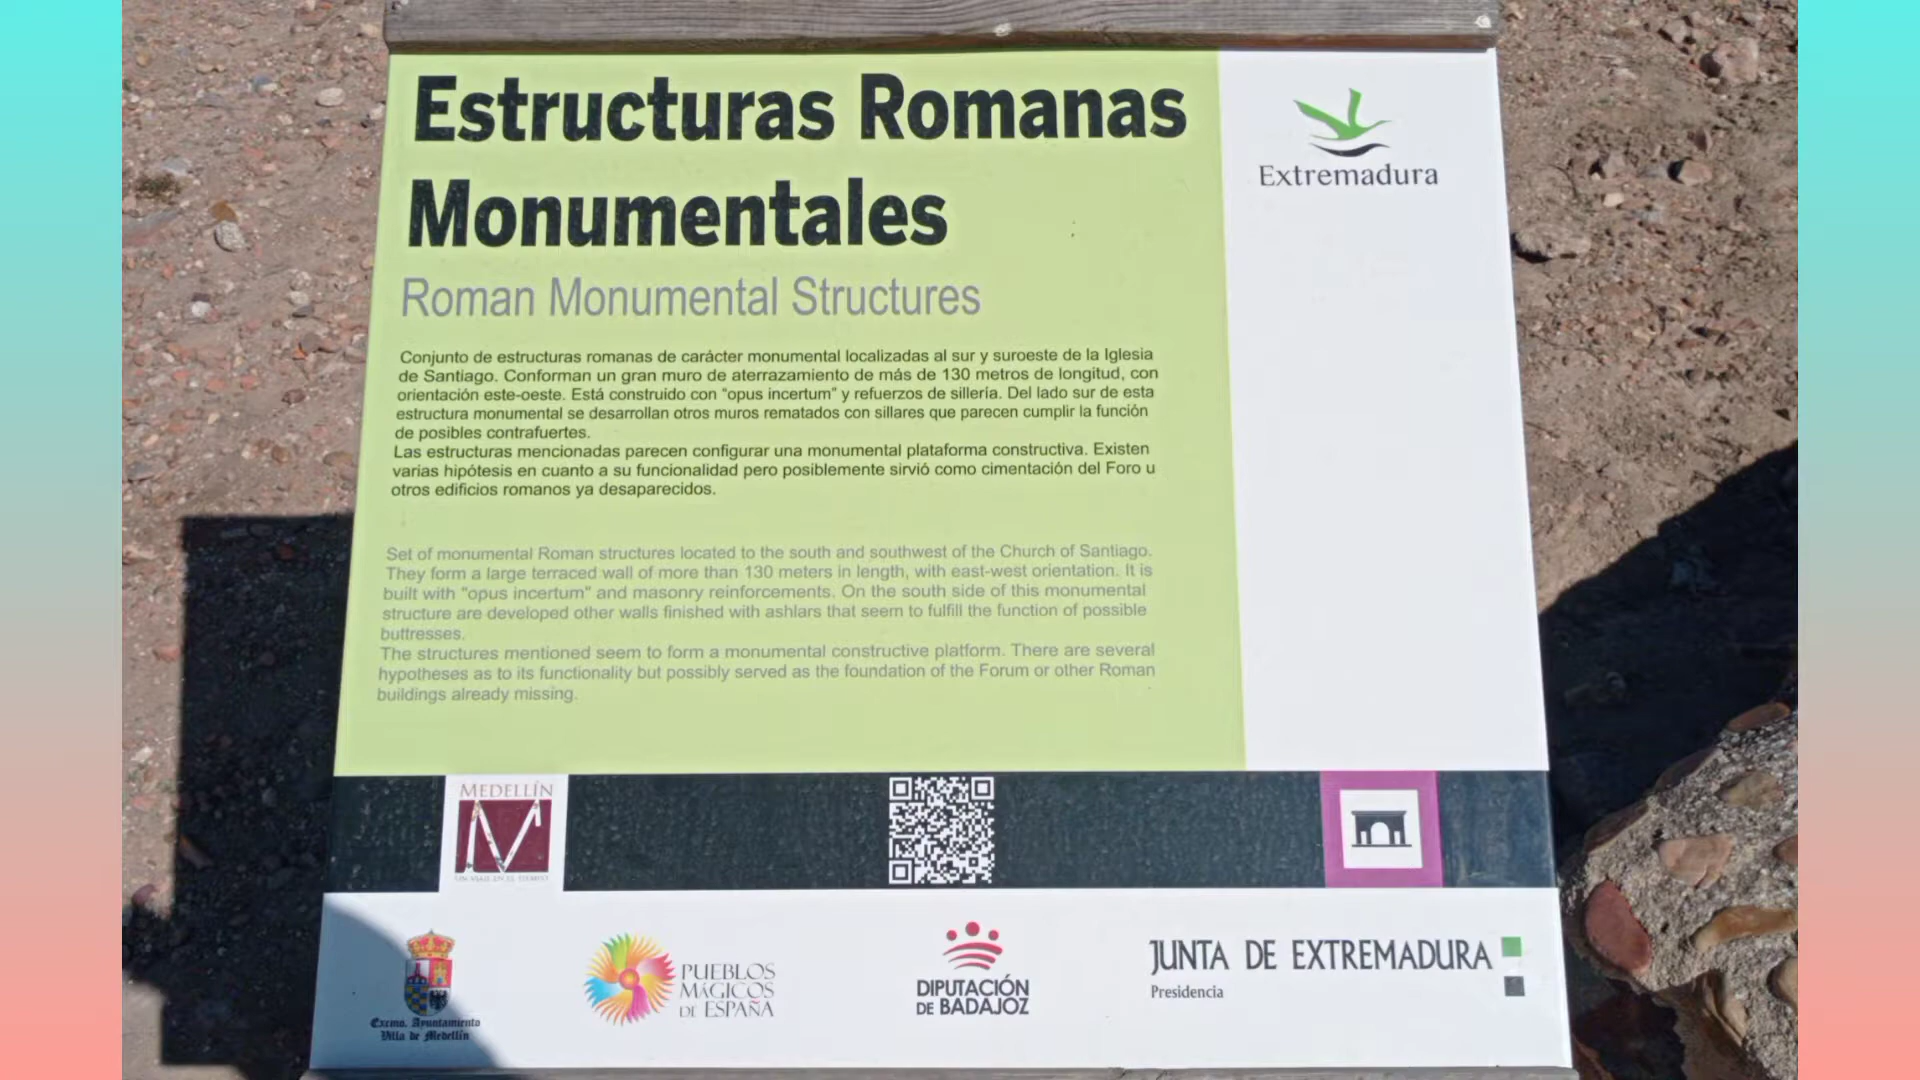 Estructuras Romanas
Monumentales
Roman Monumental Structures
Extremadura
Conjunto de estructuras romanas de carácter monumental localizadas al sur y suroeste de la Iglesia
de Santiago. Conforman un gran muro de aterrazamiento de más de 130 metros de longitud, con
orientación este-oeste. Está construido con "opus incertum" y refuerzos de sillería. Del lado sur de esta
estructura monumental se desarrollan otros muros rematados con sillares que parecen cumplir la función
de posibles contrafuertes.
Las estructuras mencionadas parecen configurar una monumental plataforma constructiva. Existen
varias hipótesis en cuanto a su funcionalidad pero posiblemente sirvió como cimentación del Foro u
otros edificios romanos ya desaparecidos.
Set of monumental Roman structures located to the south and southwest of the Church of Santiago.
They form a large terraced wall of more than 130 meters in length, with east-west orientation. It is
built with "opus incertum" and masonry reinforcements. On the south side of this monumental
structure are developed other walls finished with ashlars that seem to fulfill the function of possible
buttresses.
The structures mentioned seem to form a monumental constructive platform. There are several
hypotheses as to its functionality but possibly served as the foundation of the Forum or other Roman
buildings already missing.
MEDELLÍN
UN VIAJE EN EL TIEMPO
Excmo. Ayuntamiento
Villa de Medellín
PUEBLOS
MÁGICOS
DE ESPAÑA
DIPUTACIÓN
DE BADAJOZ
JUNTA DE EXTREMADURA
Presidencia